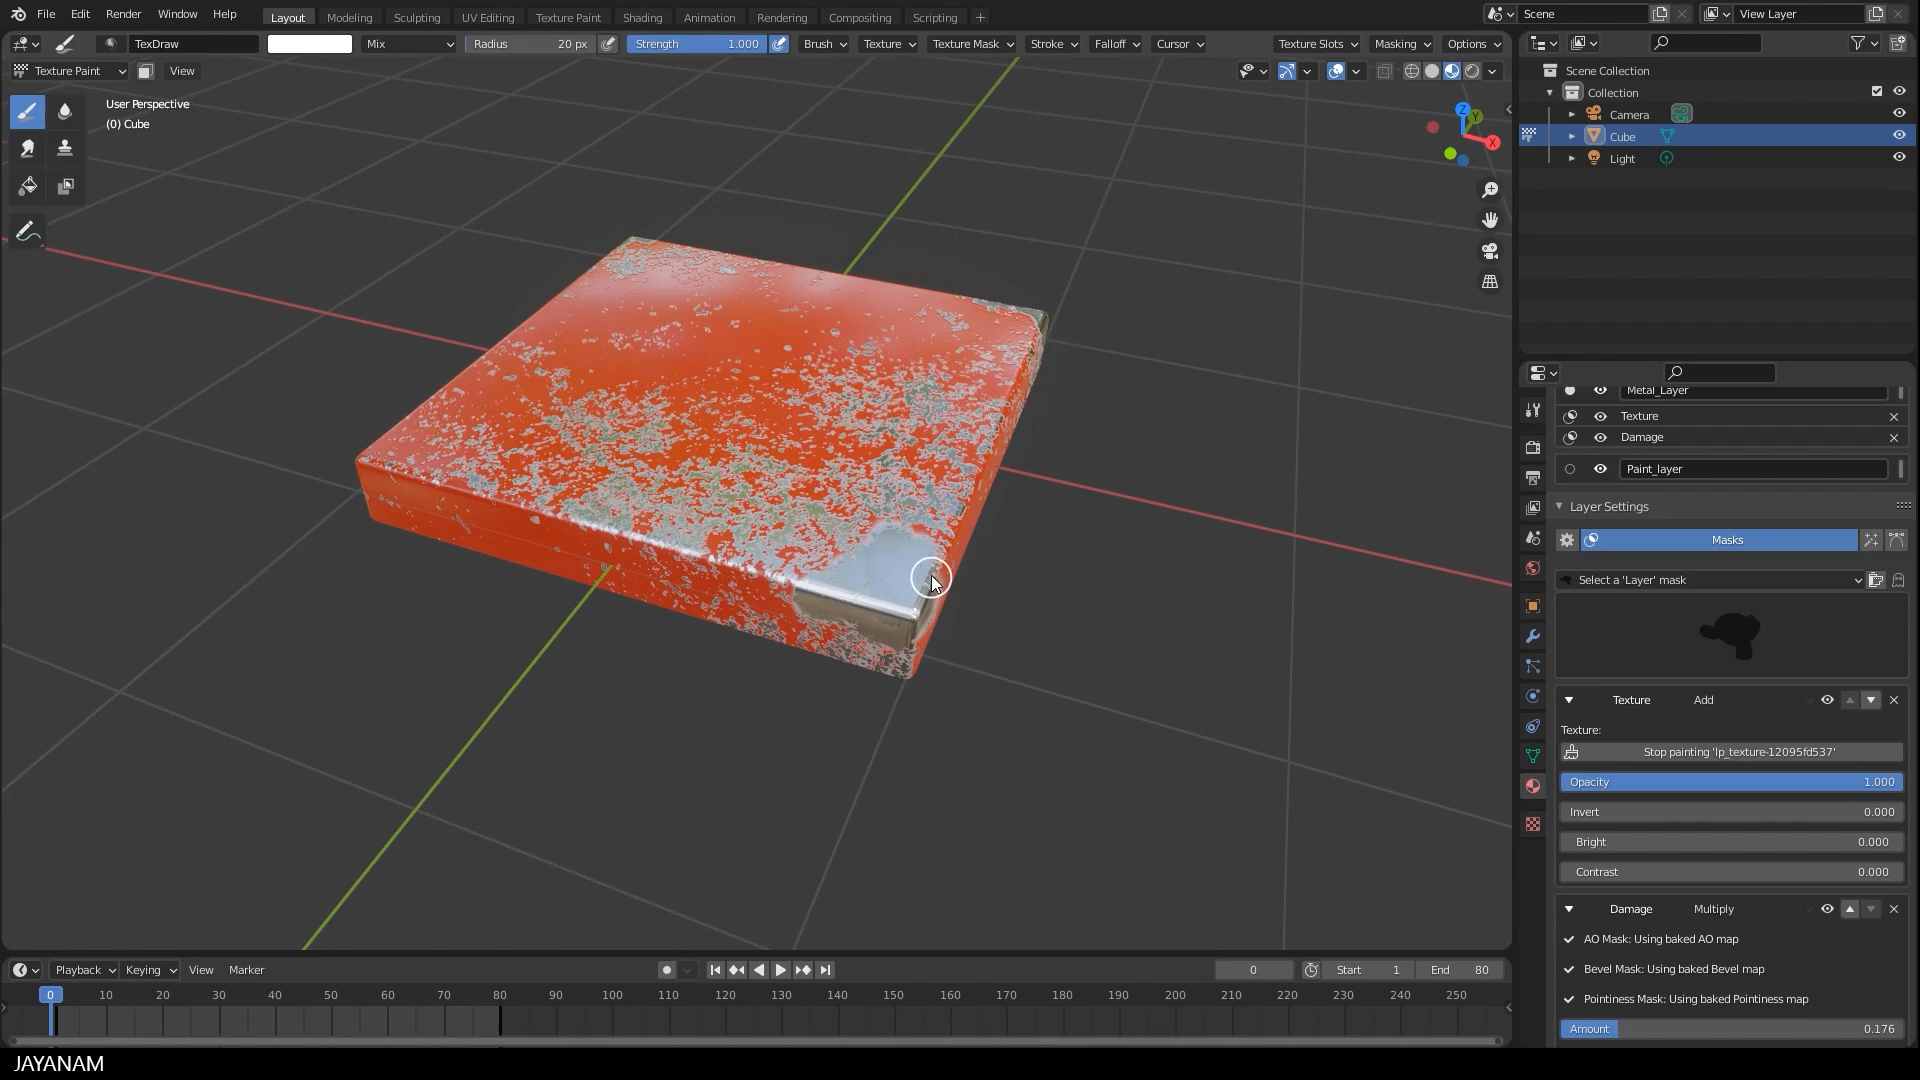 File Edit Render Window Help Layout Modeling Sculpting UV Editing Texture Paint Shading Animation Rendering Compositing Scripting + Scene View Layer
TexDraw Mix Radius 20 px Strength 1.000 Brush Texture Texture Mask Stroke Falloff Cursor Texture Slots Masking Options
Texture Paint View
User Perspective
(0) Cube
Z
Y
X
Scene Collection
Collection
Camera
Cube
Light
Metal_Layer
Texture
Damage
Paint_layer
Layer Settings
Masks
Select a 'Layer' mask
Texture Add
Texture:
Stop painting 'lp_texture-12095fd537'
Opacity 1.000
Invert 0.000
Bright 0.000
Contrast 0.000
Damage Multiply
AO Mask: Using baked AO map
Bevel Mask: Using baked Bevel map
Pointiness Mask: Using baked Pointiness map
Amount 0.176
Playback Keying View Marker 0 Start 1 End 80
0 10 20 30 40 50 60 70 80 90 100 110 120 130 140 150 160 170 180 190 200 210 220 230 240 250
JAYANAM